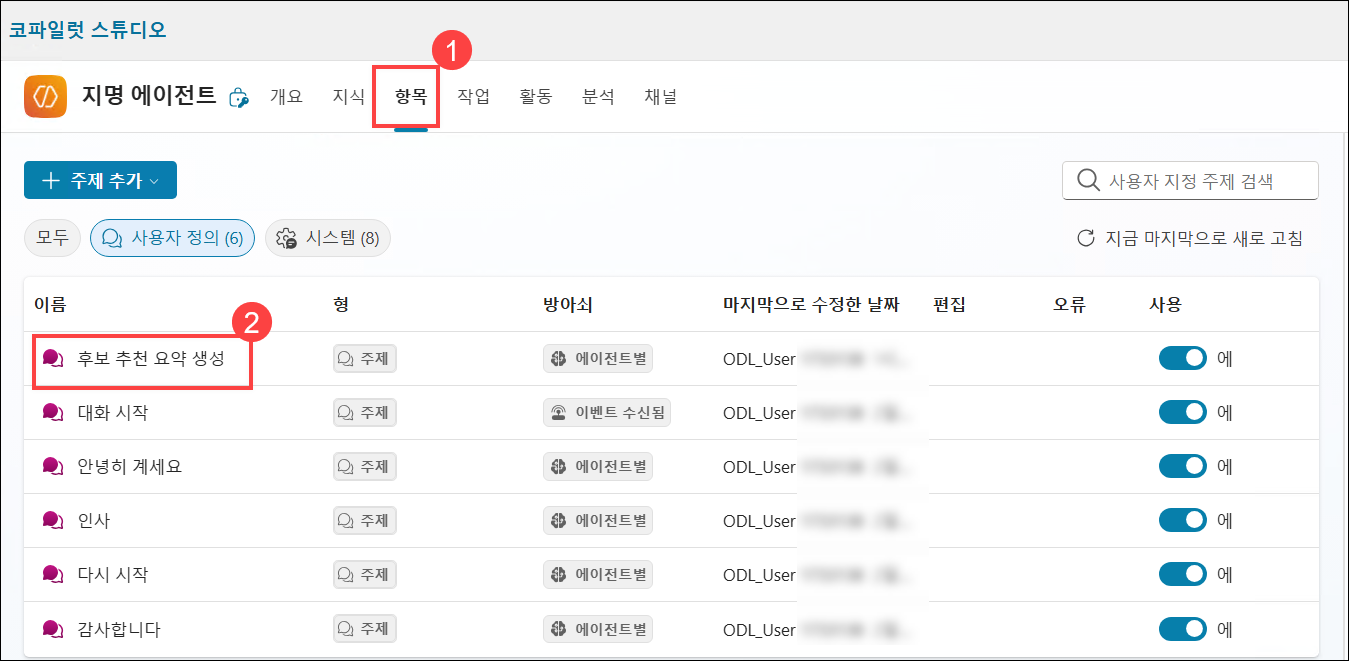 코파일럿 스튜디오
1
지명 에이전트 개요 지식 항목 작업 활동 분석 채널
주제 추가
사용자 지정 주제 검색
모두 사용자 정의 (6) 시스템 (8)
지금 마지막으로 새로 고침
이름 형 방아쇠 마지막으로 수정한 날짜 편집 오류 사용
2
후보 추천 요약 생성 주제 에이전트별 ODL_User 에
대화 시작 주제 이벤트 수신됨 ODL_User 에
안녕히 계세요 주제 에이전트별 ODL_User 에
인사 주제 에이전트별 ODL_User 에
다시 시작 주제 에이전트별 ODL_User 에
감사합니다 주제 에이전트별 ODL_User 에